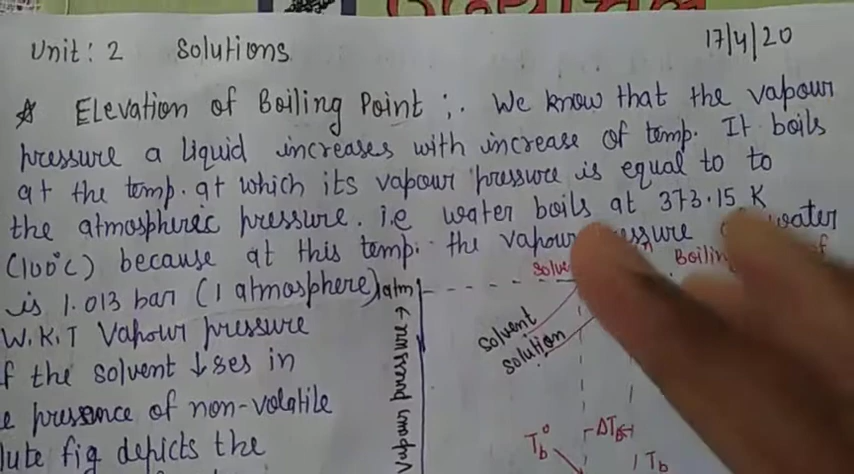 Unit: 2 Solutions
17/4/20
☆ Elevation of Boiling Point :. We know that the vapour
pressure a liquid increases with increase of temp. It boils
at the temp. at which its vapour pressure is equal to to
the atmospheric pressure. i.e water boils at 373.15 K
(100°C) because at this temp. the vapour water
is 1.013 bar (1 atmosphere)
W.K.T Vapour pressure
the solvent ↓ses in
presence of non-volatile
fig depicts the
1 atm
Vapour pressure →
Solvent
Solution
Tb°
ΔTb
Tb